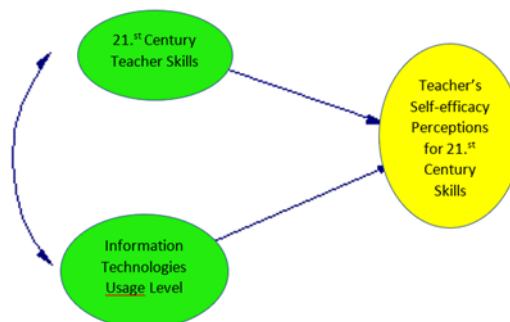 21.st Century
Teacher Skills
Teacher's
Self-efficacy
Perceptions
for 21.st
Century
Skills
Information
Technologies
Usage Level